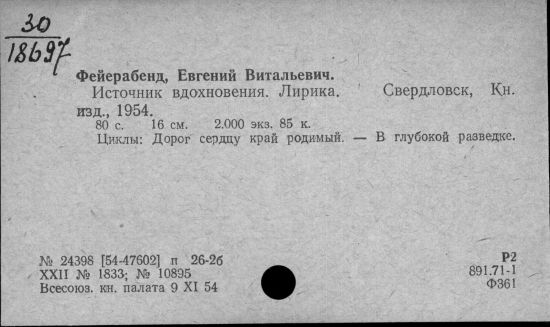 30
18697
Фейерабенд, Евгений Витальевич.
Источник вдохновения. Лирика. Свердловск, Кн.
изд., 1954.
80 с. 16 см. 2.000 экз. 85 к.
Циклы: Дорог сердцу край родимый. — В глубокой разведке.
№ 24398 [54-47602] п 26-2б
XXII № 1833; № 10895
Всесоюз. кн. палата 9 XI 54
Р2
891.71-1
Ф361